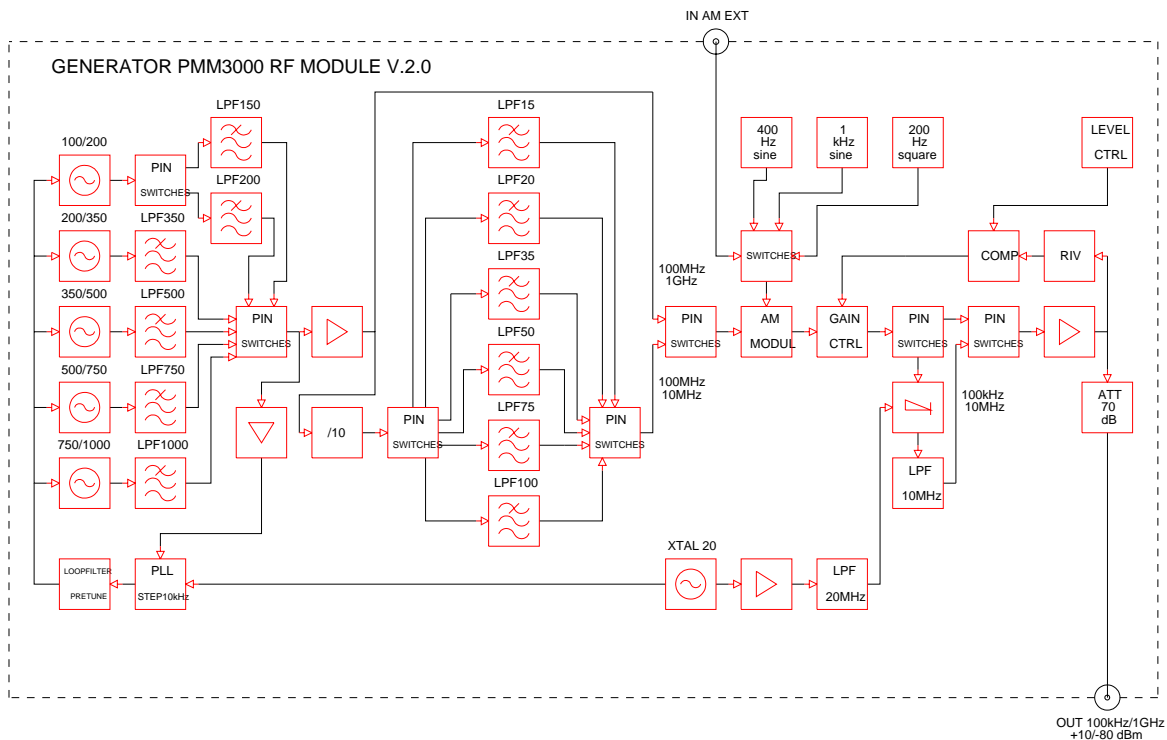 IN AM EXT
GENERATOR PMM3000 RF MODULE V.2.0
LPF150
LPF15
100/200
PIN
SWITCHES
400
Hz
sine
1
kHz
sine
200
Hz
square
LEVEL
CTRL
LPF200
LPF20
200/350
LPF350
SWITCHES
COMP
RIV
LPF35
100MHz
1GHz
350/500
LPF500
PIN
SWITCHES
PIN
SWITCHES
AM
MODUL
GAIN
CTRL
PIN
SWITCHES
PIN
SWITCHES
LPF50
500/750
LPF750
100MHz
10MHz
100kHz
10MHz
ATT
70
dB
/10
PIN
SWITCHES
LPF75
PIN
SWITCHES
750/1000
LPF1000
LPF
10MHz
LPF100
XTAL 20
LOOPFILTER
PRETUNE
PLL
STEP10kHz
LPF
20MHz
OUT 100kHz/1GHz
+10/-80 dBm